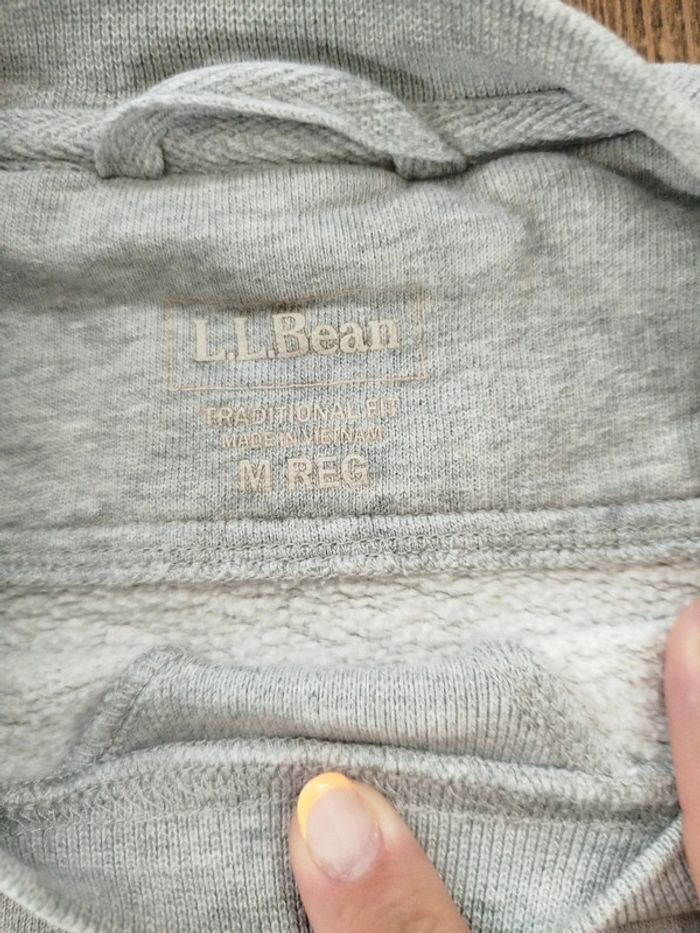 L.L.Bean
TRADITIONAL FIT
MADE IN VIETNAM
M REG